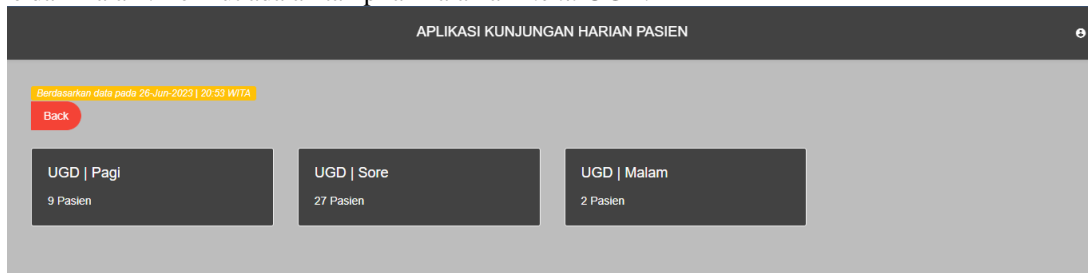 APLIKASI KUNJUNGAN HARIAN PASIEN
Berdasarkan data pada 26-Jun-2023 | 20:53 WITA
Back
UGD | Pagi
9 Pasien
UGD | Sore
27 Pasien
UGD | Malam
2 Pasien